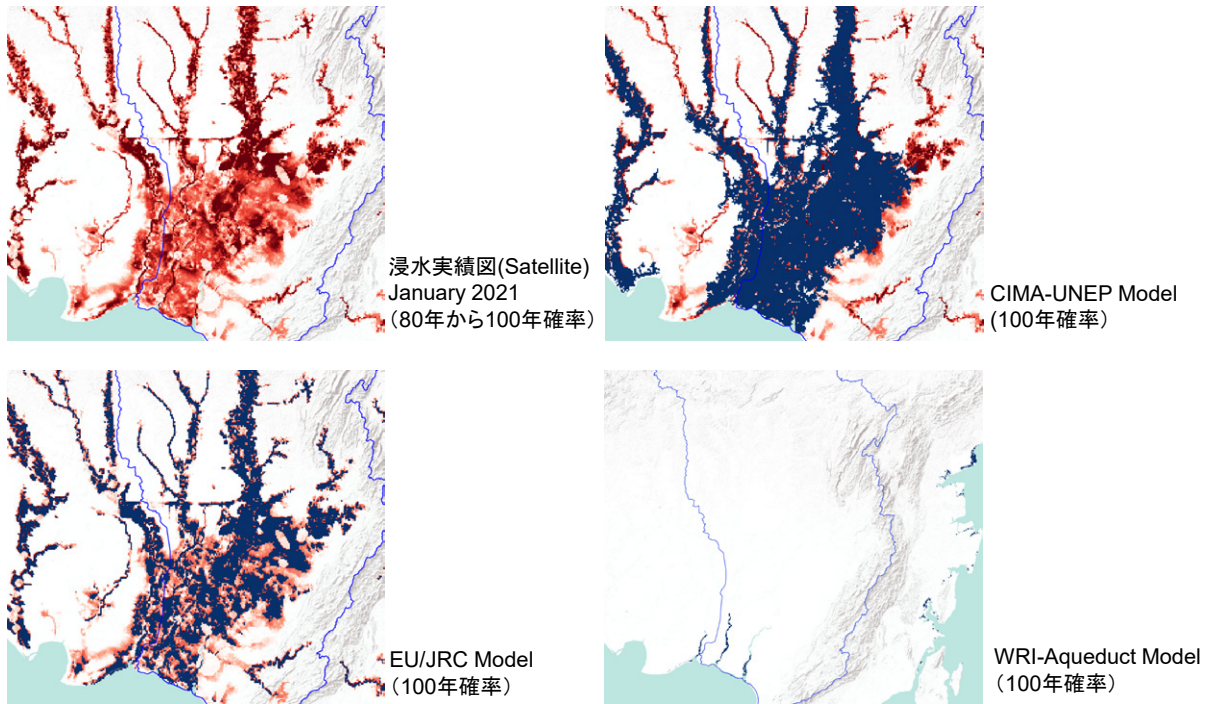 浸水実績図(Satellite)
January 2021
（80年から100年確率）
CIMA-UNEP Model
(100年確率）
EU/JRC Model
（100年確率）
WRI-Aqueduct Model
（100年確率）